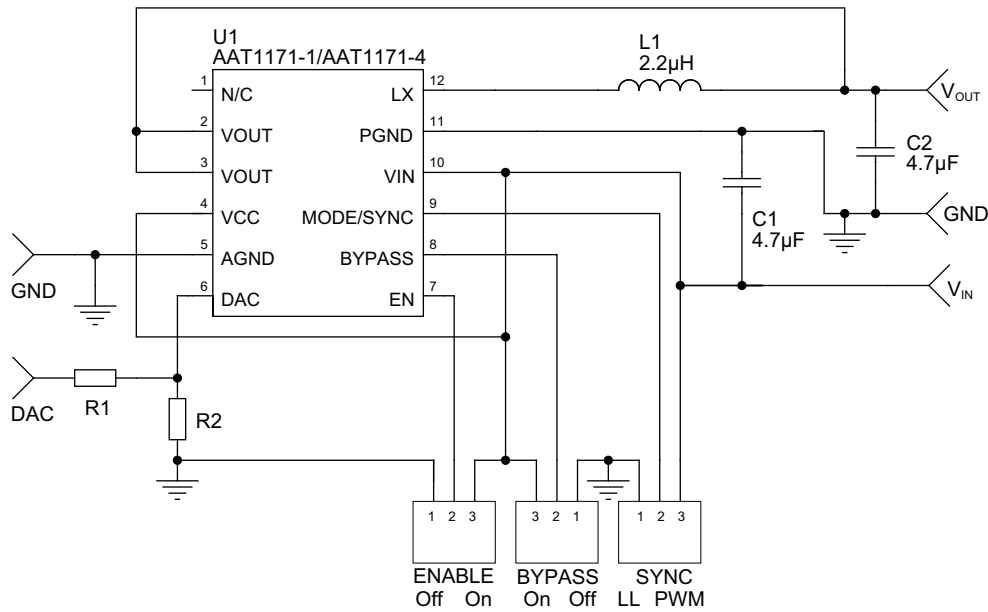 U1
AAT1171-1/AAT1171-4
1 N/C LX 12
2 VOUT PGND 11
3 VOUT VIN 10
4 VCC MODE/SYNC 9
5 AGND BYPASS 8
6 DAC EN 7
L1
2.2µH
VOUT
C2
4.7µF
GND
C1
4.7µF
VIN
GND
DAC
R1
R2
1 2 3
ENABLE
Off On
3 2 1
BYPASS
On Off
1 2 3
SYNC
LL PWM